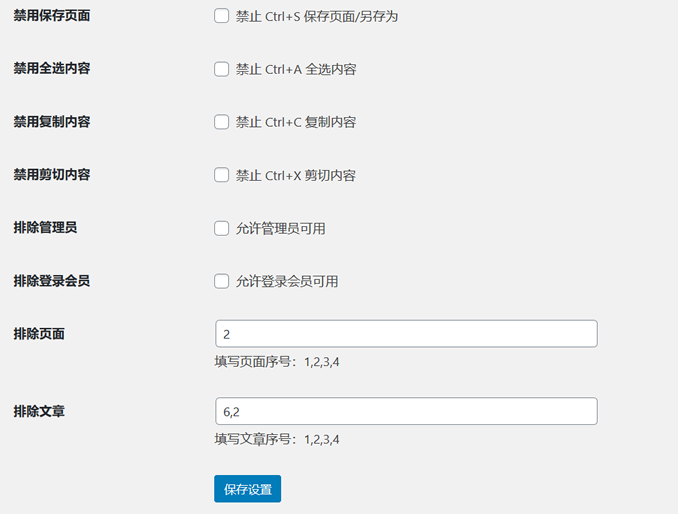 禁用保存页面 禁止 Ctrl+S 保存页面/另存为
禁用全选内容 禁止 Ctrl+A 全选内容
禁用复制内容 禁止 Ctrl+C 复制内容
禁用剪切内容 禁止 Ctrl+X 剪切内容
排除管理员 允许管理员可用
排除登录会员 允许登录会员可用
排除页面 2
填写页面序号：1,2,3,4
排除文章 6,2
填写文章序号：1,2,3,4
保存设置